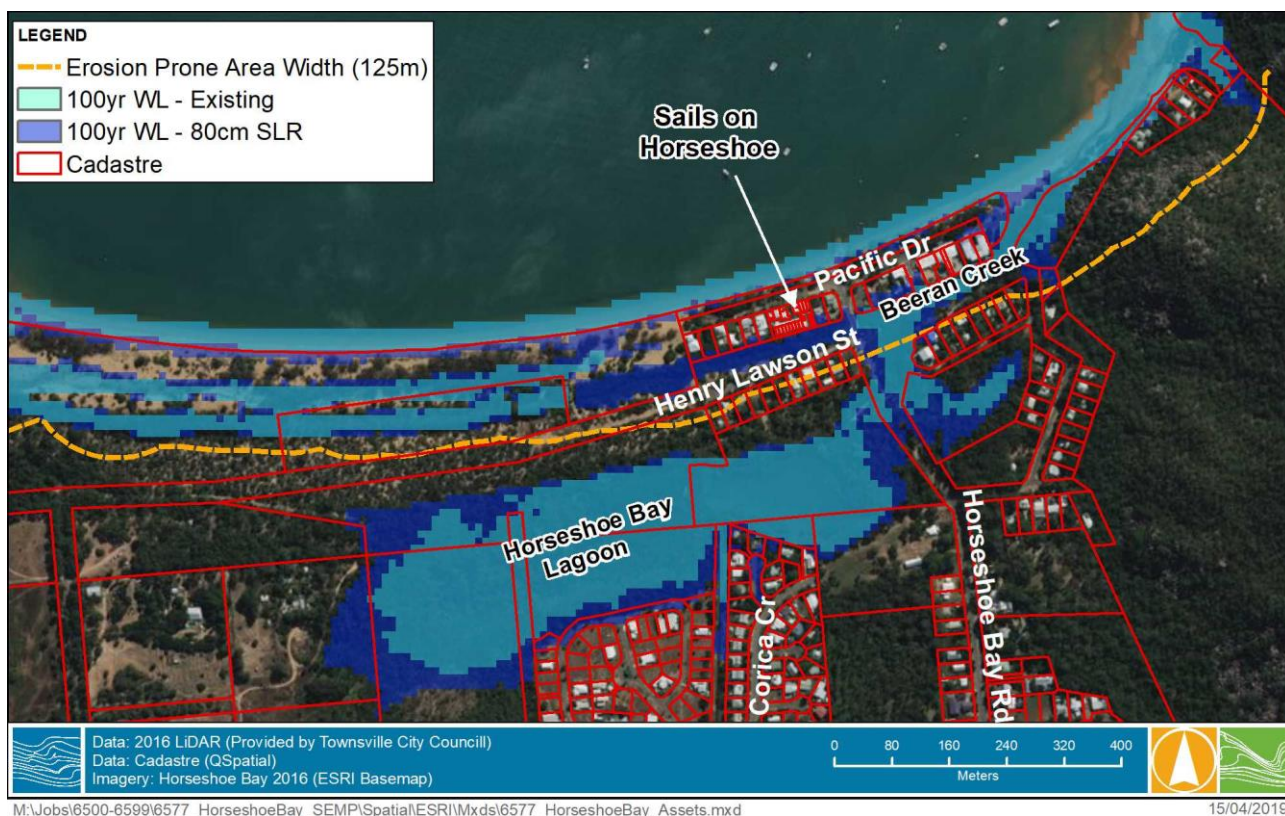 LEGEND
Erosion Prone Area Width (125m)
100yr WL - Existing
100yr WL - 80cm SLR
Cadastre
Sails on
Horseshoe
Pacific Dr
Beeran Creek
Henry Lawson St
Horseshoe Bay
Lagoon
Corica Cr
Horseshoe Bay Rd
Data: 2016 LiDAR (Provided by Townsville City Councill)
Data: Cadastre (QSpatial)
Imagery: Horseshoe Bay 2016 (ESRI Basemap)
0 80 160 240 320 400
Meters
M:\Jobs\6500-6599\6577_HorseshoeBay_SEMP\Spatial\ESRI\Mxds\6577_HorseshoeBay_Assets.mxd
15/04/2019